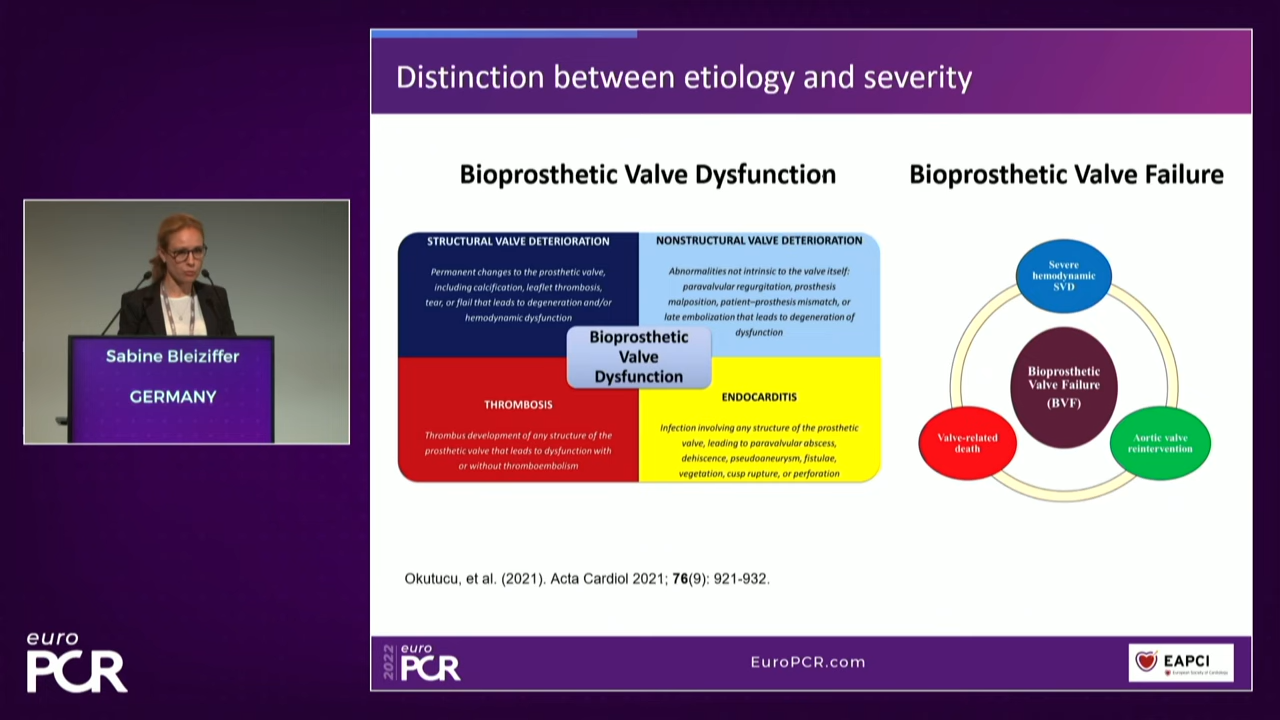 Distinction between etiology and severity
Bioprosthetic Valve Dysfunction
Bioprosthetic Valve Failure
STRUCTURAL VALVE DETERIORATION
Permanent changes to the prosthetic valve,
including calcification, leaflet thrombosis,
tear, or flail that leads to degeneration and/or
hemodynamic dysfunction
NONSTRUCTURAL VALVE DETERIORATION
Abnormalities not intrinsic to the valve itself:
paravalvular regurgitation, prosthesis
malposition, patient–prosthesis mismatch, or
late embolization that leads to degeneration of
dysfunction
Bioprosthetic
Valve
Dysfunction
THROMBOSIS
Thrombus development of any structure of the
prosthetic valve that leads to dysfunction with
or without thromboembolism
ENDOCARDITIS
Infection involving any structure of the prosthetic
valve, leading to paravalvular abscess,
dehiscence, pseudoaneurysm, fistulae,
vegetation, cusp rupture, or perforation
Severe
hemodynamic
SVD
Bioprosthetic
Valve Failure
(BVF)
Valve-related
death
Aortic valve
reintervention
Okutucu, et al. (2021). Acta Cardiol 2021; 76(9): 921-932.
Sabine Bleiziffer
GERMANY
euro
PCR
2022
euro
PCR
EuroPCR.com
EAPCI
European Society of Cardiology